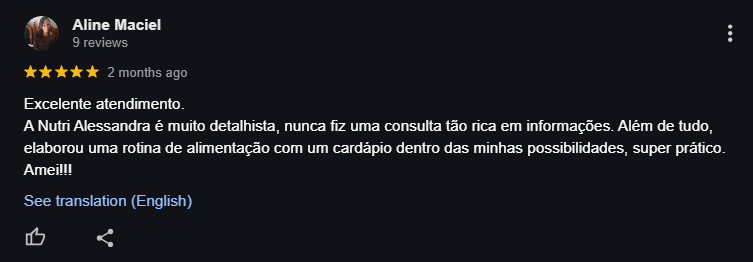 Aline Maciel
9 reviews
2 months ago
Excelente atendimento.
A Nutri Alessandra é muito detalhista, nunca fiz uma consulta tão rica em informações. Além de tudo,
elaborou uma rotina de alimentação com um cardápio dentro das minhas possibilidades, super prático.
Amei!!!
See translation (English)